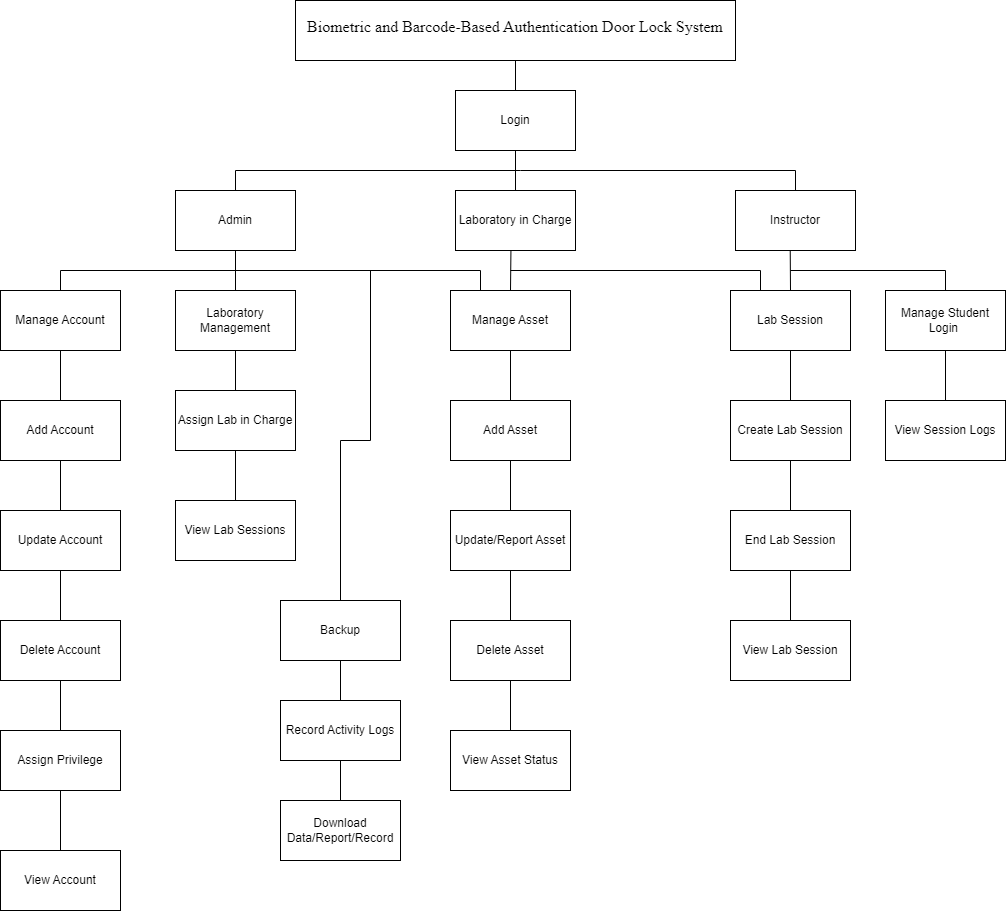 Biometric and Barcode-Based Authentication Door Lock System
Login
Admin
Laboratory in Charge
Instructor
Manage Account
Laboratory
Management
Manage Asset
Lab Session
Manage Student
Login
Add Account
Assign Lab in Charge
Add Asset
Create Lab Session
View Session Logs
Update Account
View Lab Sessions
Update/Report Asset
End Lab Session
Delete Account
Backup
Delete Asset
View Lab Session
Assign Privilege
Record Activity Logs
View Asset Status
Download
Data/Report/Record
View Account